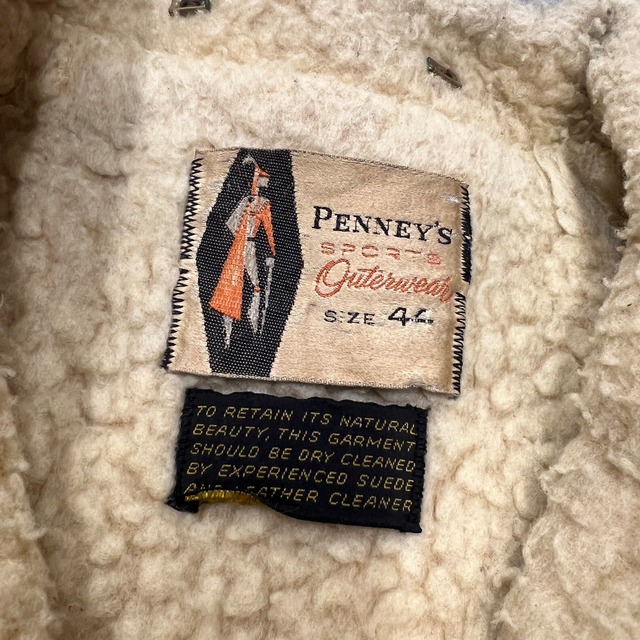 PENNEY'S
SPORTS
Outerwear
SIZE 44
TO RETAIN ITS NATURAL
BEAUTY, THIS GARMENT
SHOULD BE DRY CLEANED
BY EXPERIENCED SUEDE
AND LEATHER CLEANER